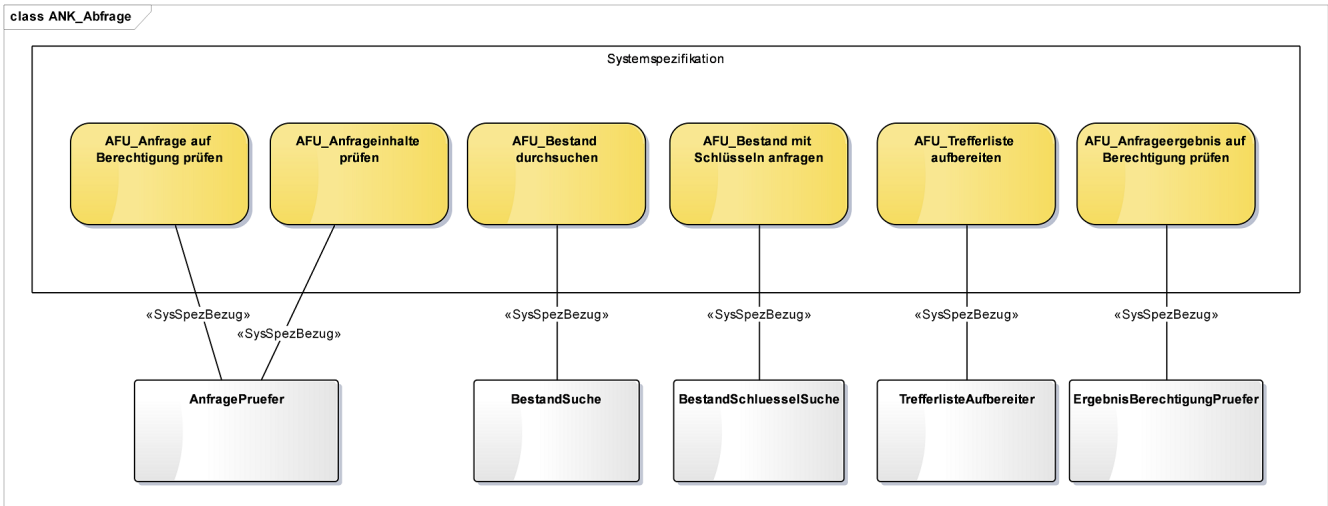 class ANK_Abfrage
Systemspezifikation
AFU_Anfrage auf
Berechtigung prüfen
AFU_Anfrageinhalte
prüfen
AFU_Bestand
durchsuchen
AFU_Bestand mit
Schlüsseln anfragen
AFU_Trefferliste
aufbereiten
AFU_Anfrageergebnis auf
Berechtigung prüfen
«SysSpezBezug»
«SysSpezBezug»
«SysSpezBezug»
«SysSpezBezug»
«SysSpezBezug»
«SysSpezBezug»
AnfragePruefer
BestandSuche
BestandSchluesselSuche
TrefferlisteAufbereiter
ErgebnisBerechtigungPruefer